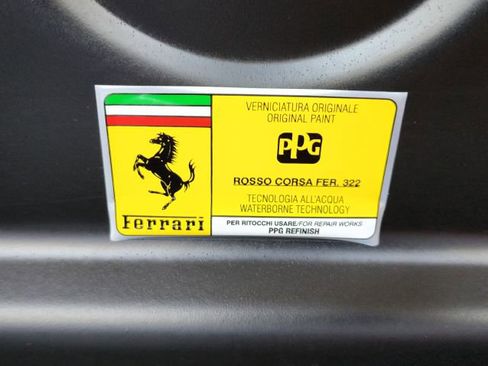 VERNICIATURA ORIGINALE
ORIGINAL PAINT
PPG
ROSSO CORSA FER. 322
TECNOLOGIA ALL'ACQUA
WATERBORNE TECHNOLOGY
Ferrari
PER RITOCCHI USARE/FOR REPAIR WORKS
PPG REFINISH